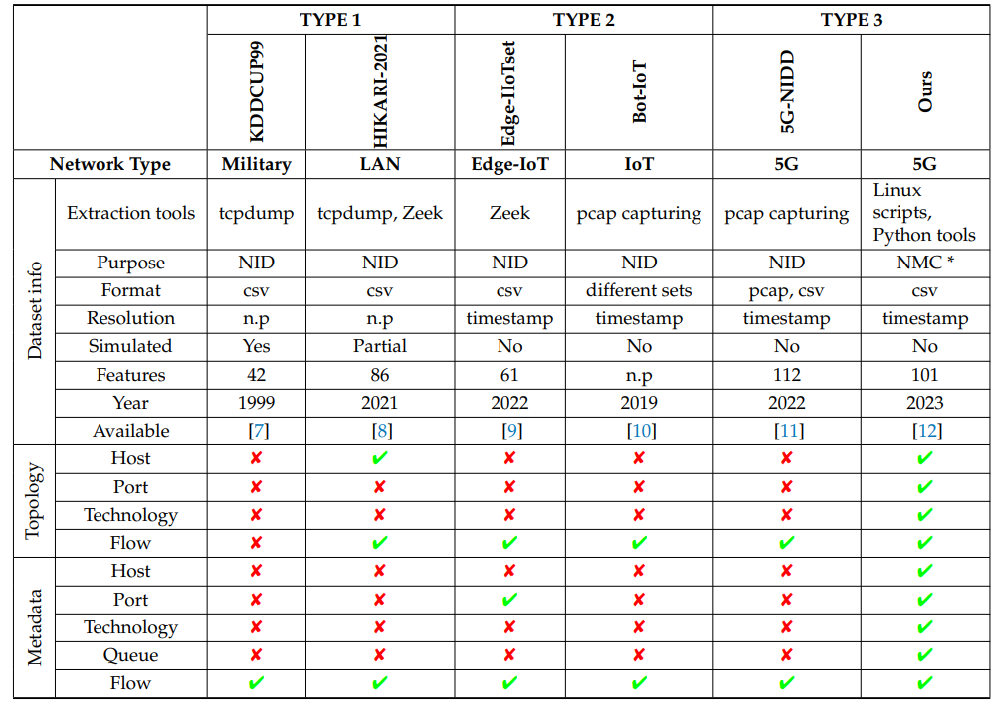 TYPE 1 TYPE 2 TYPE 3
KDDCUP99 HIKARI-2021 Edge-IIoTset Bot-IoT 5G-NIDD Ours
Network Type Military LAN Edge-IoT IoT 5G 5G
Dataset info
Extraction tools tcpdump tcpdump, Zeek Zeek pcap capturing pcap capturing Linux
scripts,
Python tools
Purpose NID NID NID NID NID NMC *
Format csv csv csv different sets pcap, csv csv
Resolution n.p n.p timestamp timestamp timestamp timestamp
Simulated Yes Partial No No No No
Features 42 86 61 n.p 112 101
Year 1999 2021 2022 2019 2022 2023
Available [7] [8] [9] [10] [11] [12]
Topology
Host ✘ ✔ ✘ ✘ ✘ ✔
Port ✘ ✘ ✘ ✘ ✘ ✔
Technology ✘ ✘ ✘ ✘ ✘ ✔
Flow ✘ ✔ ✔ ✔ ✔ ✔
Metadata
Host ✘ ✘ ✘ ✘ ✘ ✔
Port ✘ ✘ ✔ ✘ ✘ ✔
Technology ✘ ✘ ✘ ✘ ✘ ✔
Queue ✘ ✘ ✘ ✘ ✘ ✔
Flow ✔ ✔ ✔ ✔ ✔ ✔